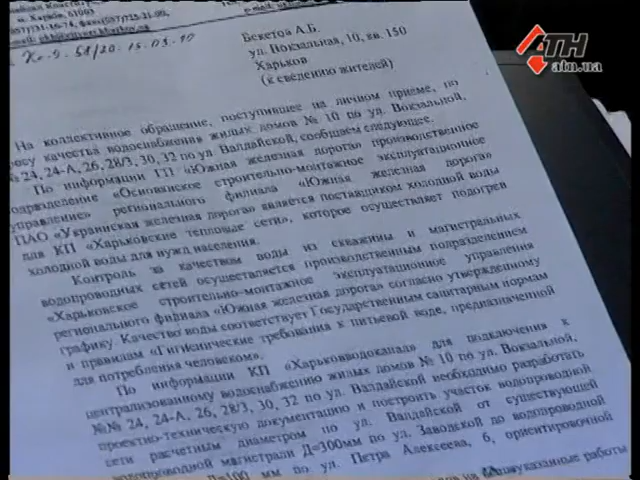 м. Харків, 61003
Бекетов А.Б.
ул. Вокзальная, 10, кв. 150
Харьков
(к сведению жителей)
АТН
atn.ua
На коллективное обращение, поступившее на личном приеме, по
качества водоснабжения жилых домов № 10 по ул. Вокзальной,
№ 24, 24-А, 26, 28/3, 30, 32 по ул Валдайской, сообщаем следующее.
По информации ГП «Южная железная дорога» производственное
подразделение «Основянское строительно-монтажное эксплуатационное
управление» регионального филиала «Южная железная дорога»
ПАО «Украинская железная дорога» является поставщиком холодной воды
для КП «Харьковские тепловые сети», которое осуществляет подогрев
холодной воды для нужд населения.
Контроль за качеством воды из скважины и магистральных
водопроводных сетей осуществляется производственным подразделением
«Харьковское строительно-монтажное эксплуатационное управление
регионального филиала «Южная железная дорога» согласно утвержденному
графику. Качество воды соответствует Государственным санитарным нормам
и правилам «Гигиенические требования к питьевой воде, предназначенной
для потребления человеком».
По информации КП «Харьковводоканал» для подключения к
централизованному водоснабжению жилых домов № 10 по ул. Вокзальной,
№№ 24, 24-А, 26, 28/3, 30, 32 по ул. Валдайской необходимо разработать
проектно-техническую документацию и построить участок водопроводной
сети расчетным диаметром по ул. Валдайской от существующей
водопроводной магистрали Д=300мм по ул. Заводской до водопроводной
Д=100 мм по ул. Петра Алексеева, 6, ориентировочной
на вышеуказанные работы